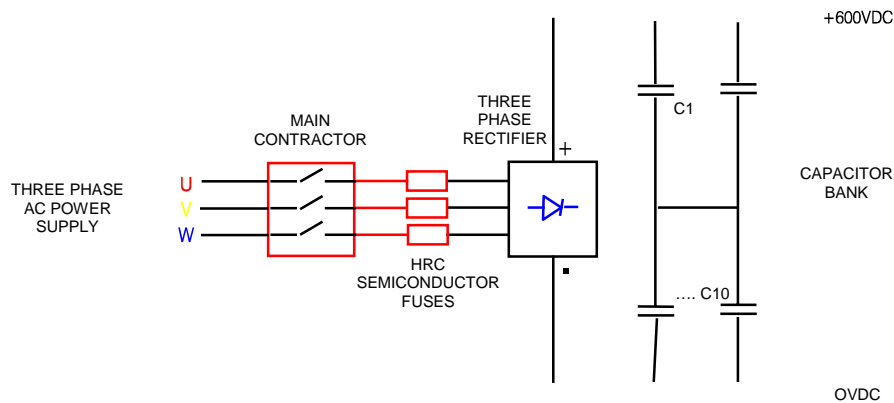 +600VDC
C1
THREE
PHASE
RECTIFIER
+
MAIN
CONTRACTOR
THREE PHASE
AC POWER
SUPPLY
U
V
W
CAPACITOR
BANK
HRC
SEMICONDUCTOR
FUSES
.... C10
OVDC